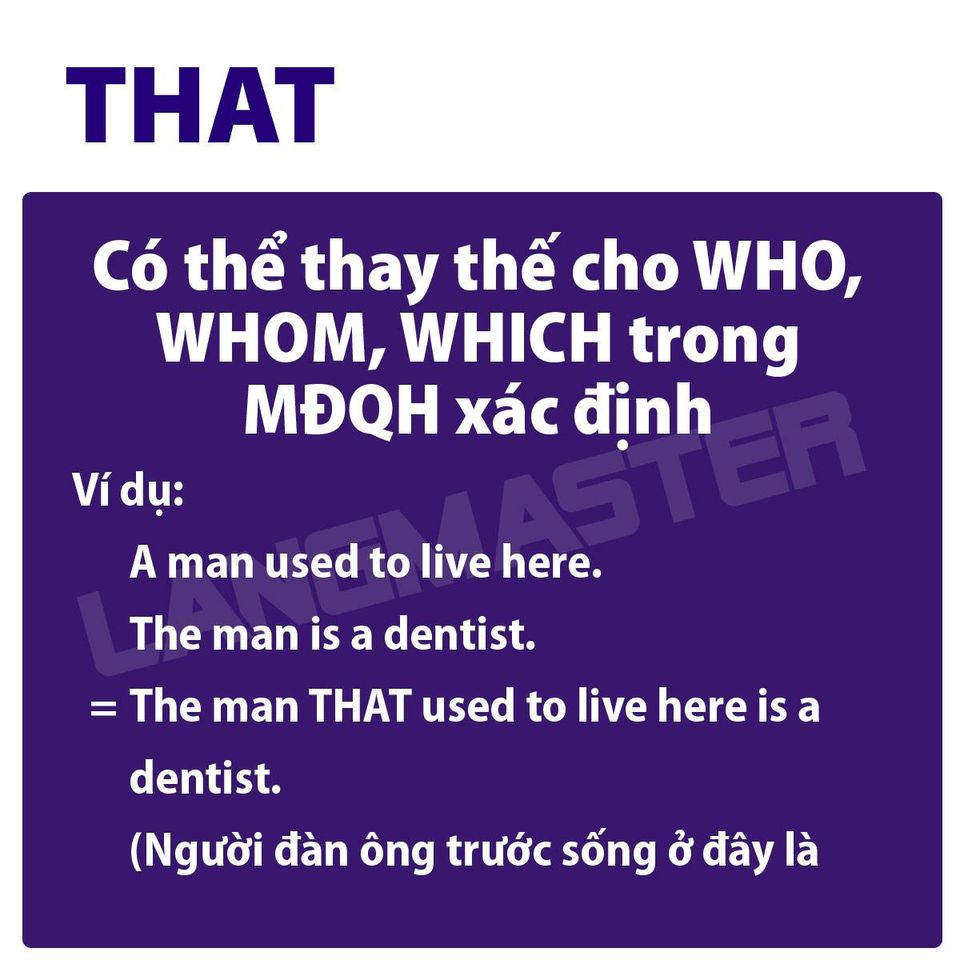 THAT
Có thể thay thế cho WHO,
WHOM, WHICH trong
MĐQH xác định
Ví dụ:
A man used to live here.
The man is a dentist.
= The man THAT used to live here is a
dentist.
(Người đàn ông trước sống ở đây là
LANGMASTER